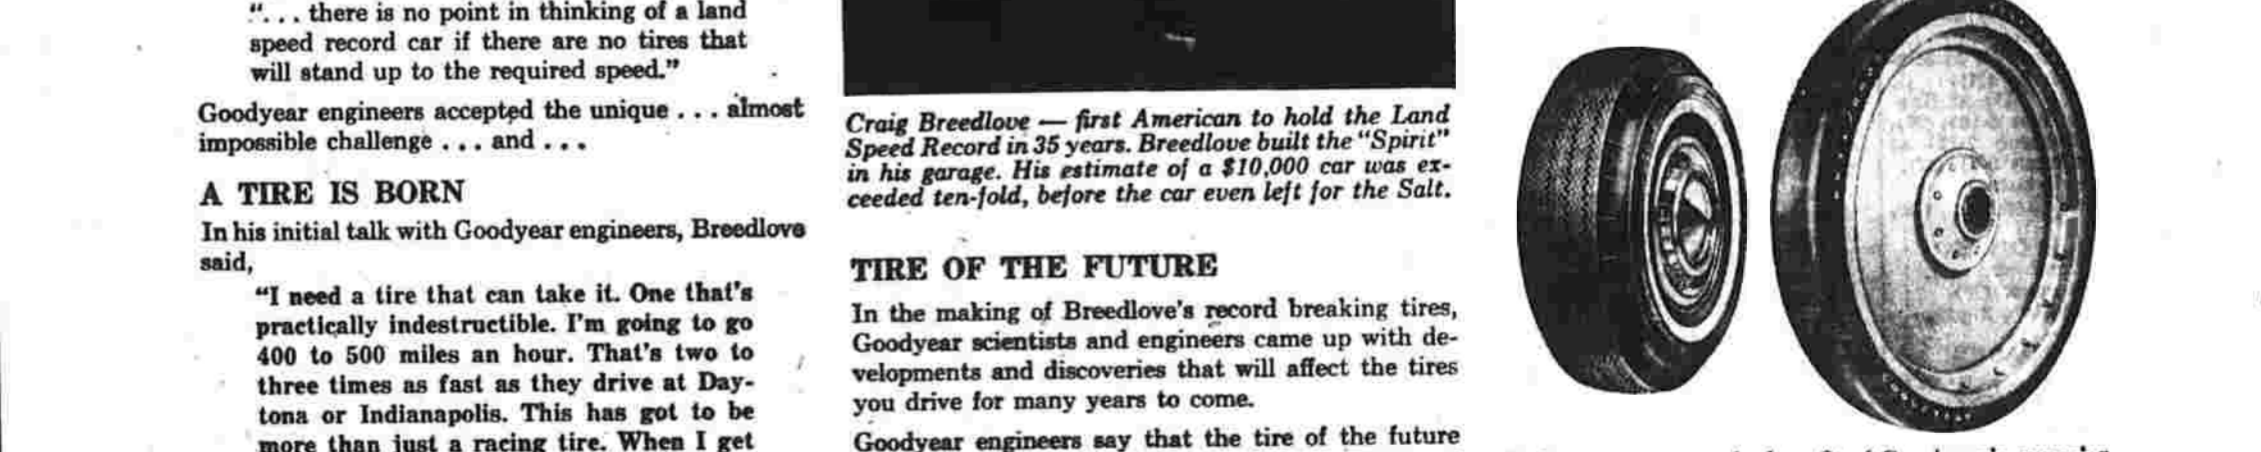 “. . . there is no point in thinking of a land
speed record car if there are no tires that
will stand up to the required speed.”
Goodyear engineers accepted the unique . . . almost
impossible challenge . . . and . . .
A TIRE IS BORN
In his initial talk with Goodyear engineers, Breedlove
said,
“I need a tire that can take it. One that's
practically indestructible. I'm going to go
400 to 500 miles an hour. That's two to
three times as fast as they drive at Day-
tona or Indianapolis. This has got to be
more than just a racing tire. When I get
Craig Breedlove — first American to hold the Land
Speed Record in 35 years. Breedlove built the “Spirit”
in his garage. His estimate of a $10,000 car was ex-
ceeded ten-fold, before the car even left for the Salt.
TIRE OF THE FUTURE
In the making of Breedlove's record breaking tires,
Goodyear scientists and engineers came up with de-
velopments and discoveries that will affect the tires
you drive for many years to come.
Goodyear engineers say that the tire of the future